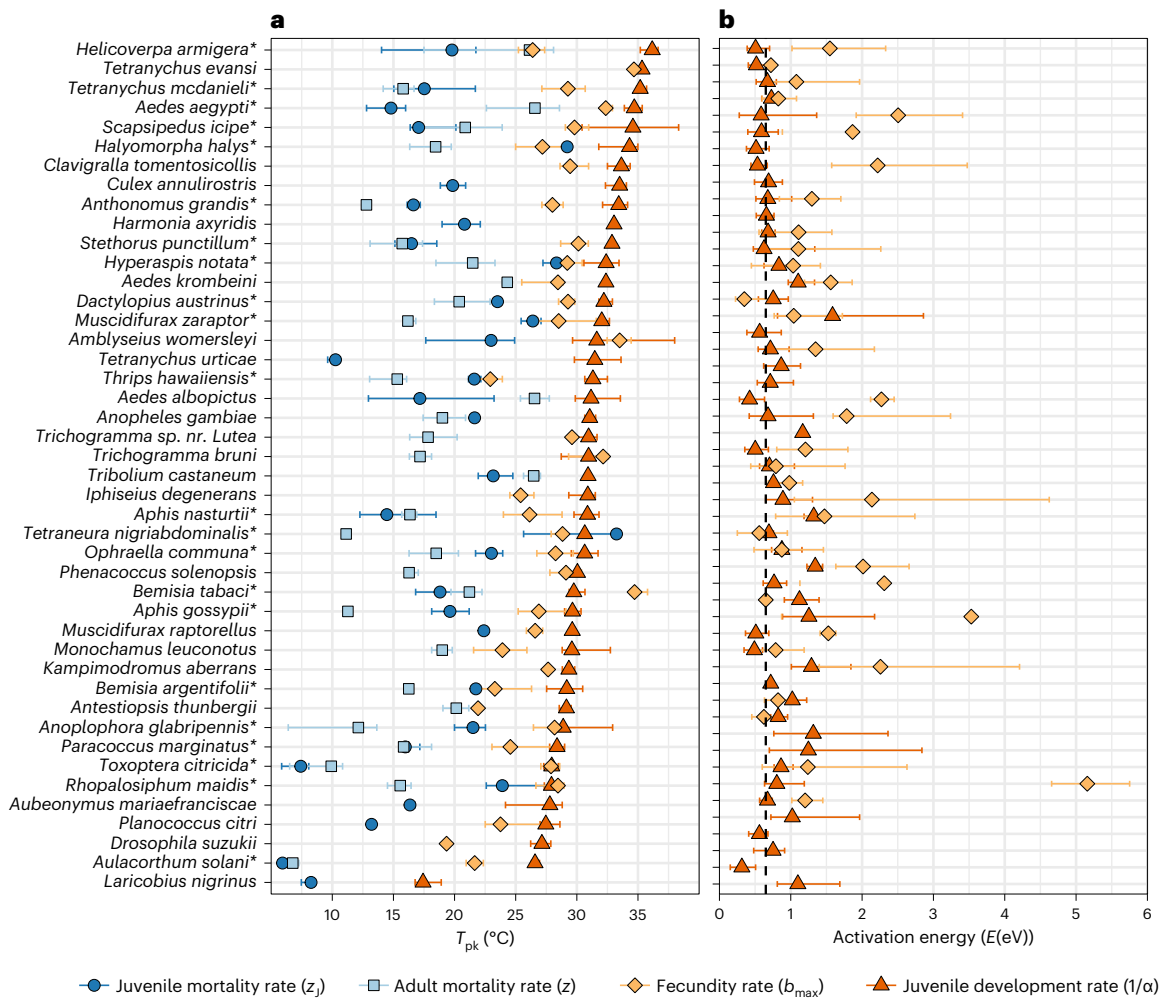 a
b
Helicoverpa armigera*
Tetranychus evansi
Tetranychus mcdanieli*
Aedes aegypti*
Scapsipedus icipe*
Halyomorpha halys*
Clavigralla tomentosicollis
Culex annulirostris
Anthonomus grandis*
Harmonia axyridis
Stethorus punctillum*
Hyperaspis notata*
Aedes krombeini
Dactylopius austrinus*
Muscidifurax zaraptor*
Amblyseius womersleyi
Tetranychus urticae
Thrips hawaiiensis*
Aedes albopictus
Anopheles gambiae
Trichogramma sp. nr. Lutea
Trichogramma bruni
Tribolium castaneum
Iphiseius degenerans
Aphis nasturtii*
Tetraneura nigriabdominalis*
Ophraella communa*
Phenacoccus solenopsis
Bemisia tabaci*
Aphis gossypii*
Muscidifurax raptorellus
Monochamus leuconotus
Kampimodromus aberrans
Bemisia argentifolii*
Antestiopsis thunbergii
Anoplophora glabripennis*
Paracoccus marginatus*
Toxoptera citricida*
Rhopalosiphum maidis*
Aubeonymus mariaefranciscae
Planococcus citri
Drosophila suzukii
Aulacorthum solani*
Laricobius nigrinus
10 15 20 25 30 35
0 1 2 3 4 5 6
Tpk (°C)
Activation energy (E(eV))
Juvenile mortality rate (zJ) Adult mortality rate (z) Fecundity rate (bmax) Juvenile development rate (1/α)